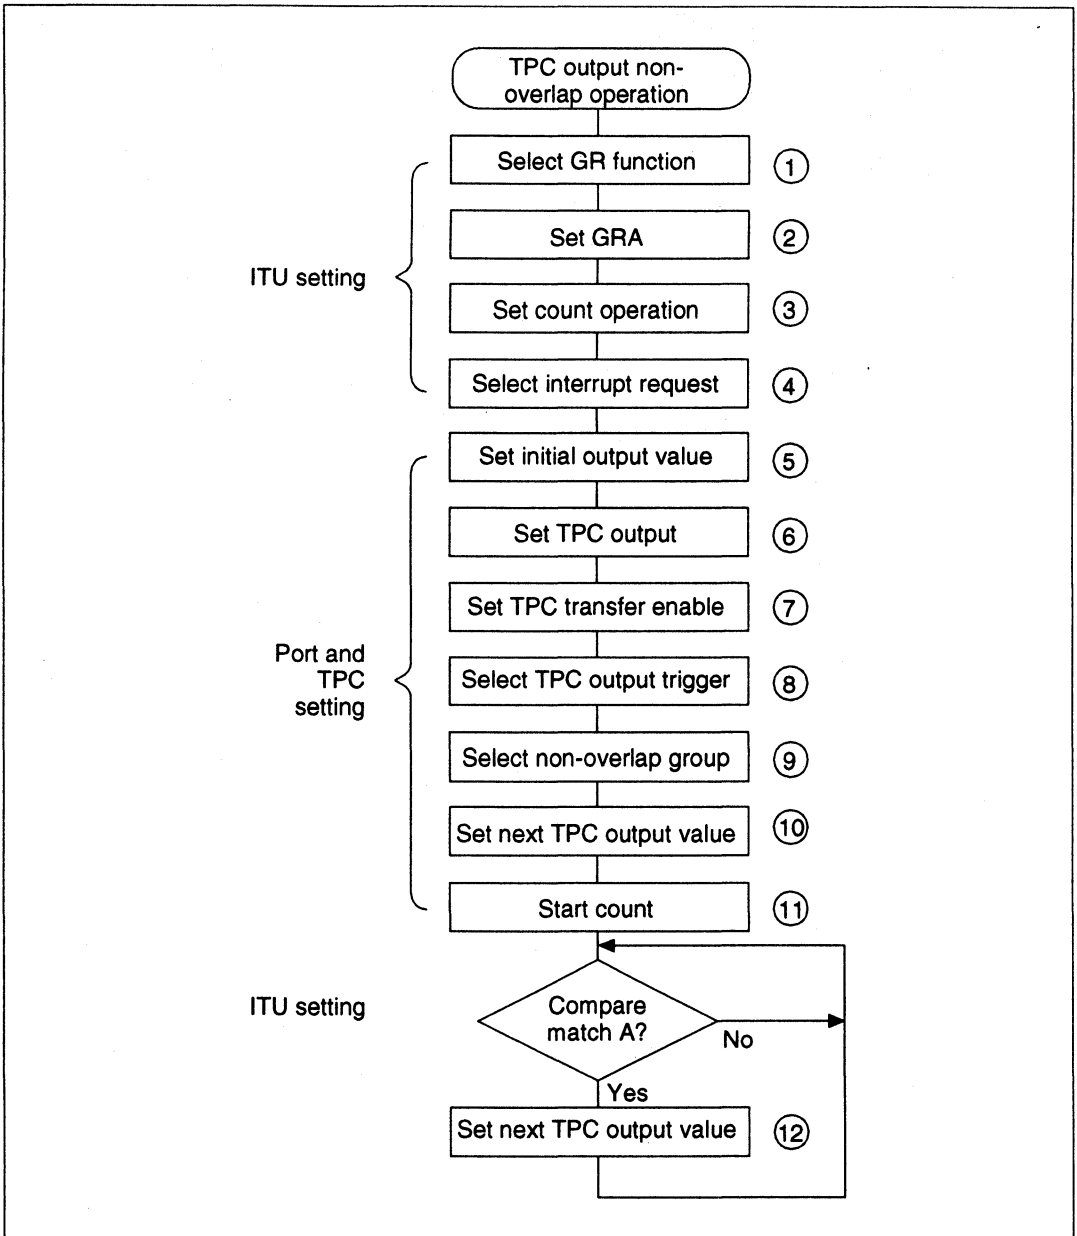 TPC output non-
overlap operation
Select GR function
1
Set GRA
2
ITU setting
Set count operation
3
Select interrupt request
4
Set initial output value
5
Set TPC output
6
Set TPC transfer enable
7
Port and
TPC
setting
Select TPC output trigger
8
Select non-overlap group
9
Set next TPC output value
10
Start count
11
ITU setting
Compare
match A?
No
Yes
Set next TPC output value
12